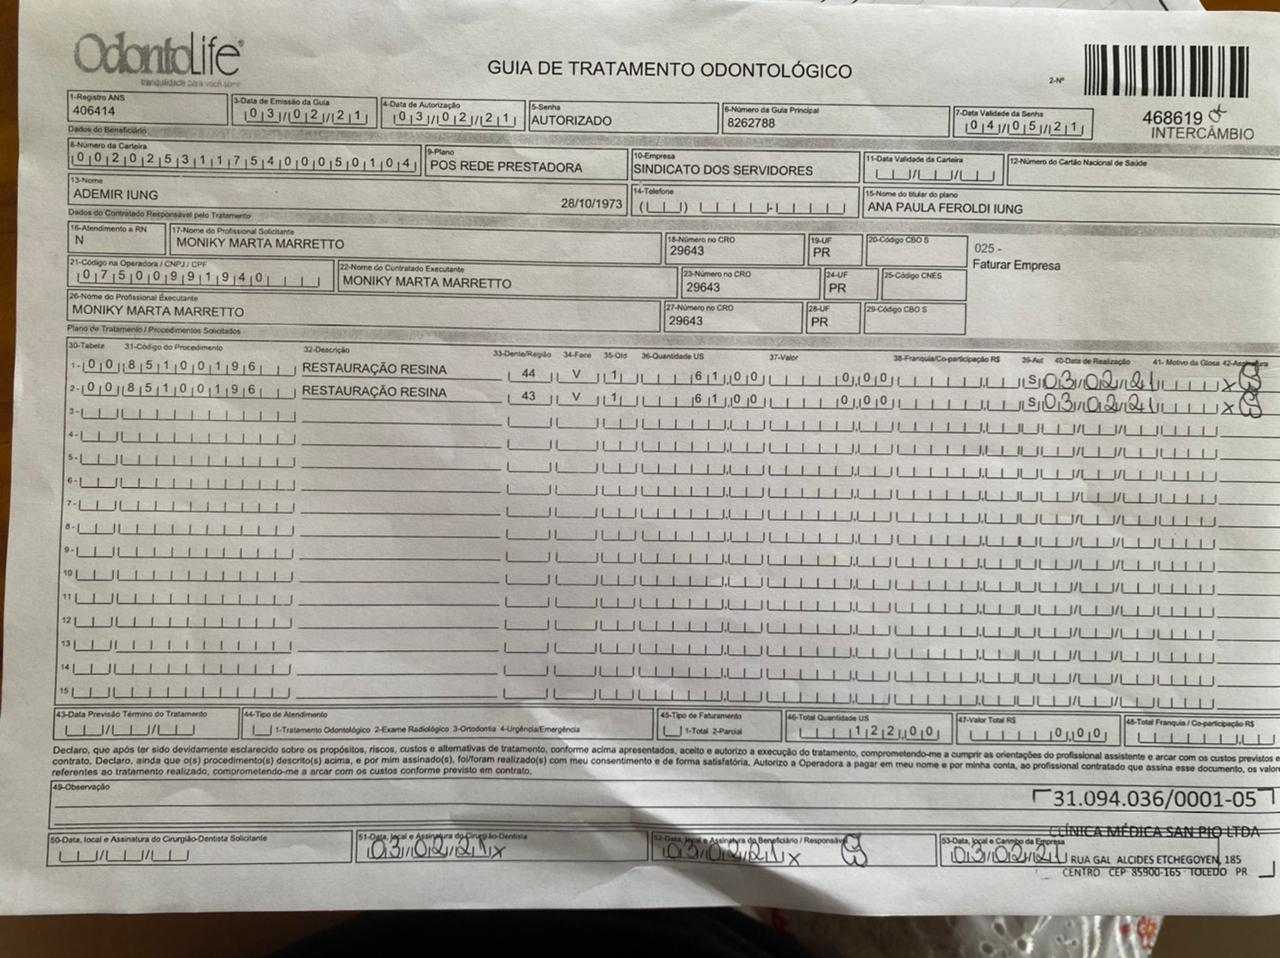 OdontoLife
tranquilidade para você sorrir
GUIA DE TRATAMENTO ODONTOLÓGICO
2-Nº
468619
INTERCÂMBIO
1-Registro ANS
406414
3-Data de Emissão da Guia
03/02/21
4-Data de Autorização
03/02/21
5-Senha
AUTORIZADO
6-Número da Guia Principal
8262788
7-Data Validade da Senha
04/05/21
Dados do Beneficiário
8-Número da Carteira
00202531175400050104
9-Plano
POS REDE PRESTADORA
10-Empresa
SINDICATO DOS SERVIDORES
11-Data Validade da Carteira
12-Número do Cartão Nacional de Saúde
13-Nome
ADEMIR IUNG 28/10/1973
14-Telefone
15-Nome do titular do plano
ANA PAULA FEROLDI IUNG
Dados do Contratado Responsável pelo Tratamento
16-Atendimento a RN
N
17-Nome do Profissional Solicitante
MONIKY MARTA MARRETTO
18-Número no CRO
29643
19-UF
PR
20-Código CBO S
025 -
Faturar Empresa
21-Código na Operadora / CNPJ / CPF
07500991940
22-Nome do Contratado Executante
MONIKY MARTA MARRETTO
23-Número no CRO
29643
24-UF
PR
25-Código CNES
26-Nome do Profissional Executante
MONIKY MARTA MARRETTO
27-Número no CRO
29643
28-UF
PR
29-Código CBO S
Plano de Tratamento / Procedimentos Solicitados
30-Tabela 31-Código do Procedimento 32-Descrição 33-Dente/Região 34-Face 35-Qtd 36-Quantidade US 37-Valor 38-Franquia/Co-participação R$ 39-Aut 40-Data de Realização 41- Motivo da Glosa 42-Assinatura
1- 00 85100196 RESTAURAÇÃO RESINA 44 V 1 61,00 0,00 S 03/02/21 x
2- 00 85100196 RESTAURAÇÃO RESINA 43 V 1 61,00 0,00 S 03/02/21 x
3-
4-
5-
6-
7-
8-
9-
10
11
12
13
14
15
43-Data Previsão Término do Tratamento
44-Tipo de Atendimento
1-Tratamento Odontológico 2-Exame Radiológico 3-Ortodontia 4-Urgência/Emergência
45-Tipo de Faturamento
1-Total 2-Parcial
46-Total Quantidade US
122,00
47-Valor Total R$
0,00
48-Total Franquia / Co-participação R$
Declaro, que após ter sido devidamente esclarecido sobre os propósitos, riscos, custos e alternativas de tratamento, conforme acima apresentados, aceito e autorizo a execução do tratamento, comprometendo-me a cumprir as orientações do profissional assistente e arcar com os custos previstos e
contrato. Declaro, ainda que o(s) procedimento(s) descrito(s) acima, e por mim assinado(s), foi/foram realizado(s) com meu consentimento e de forma satisfatória. Autorizo a Operadora a pagar em meu nome e por minha conta, ao profissional contratado que assina esse documento, os valor
referentes ao tratamento realizado, comprometendo-me a arcar com os custos conforme previsto em contrato.
49-Observação
31.094.036/0001-05
CLÍNICA MÉDICA SAN PIO LTDA
RUA GAL ALCIDES ETCHEGOYEN, 185
CENTRO CEP 85900-165 TOLEDO PR
50-Data, local e Assinatura do Cirurgião-Dentista Solicitante
51-Data, local e Assinatura do Cirurgião-Dentista
03/02/21 x
52-Data, local e Assinatura do Beneficiário / Responsável
03/02/21 x
53-Data, local e Carimbo da Empresa
03/02/21